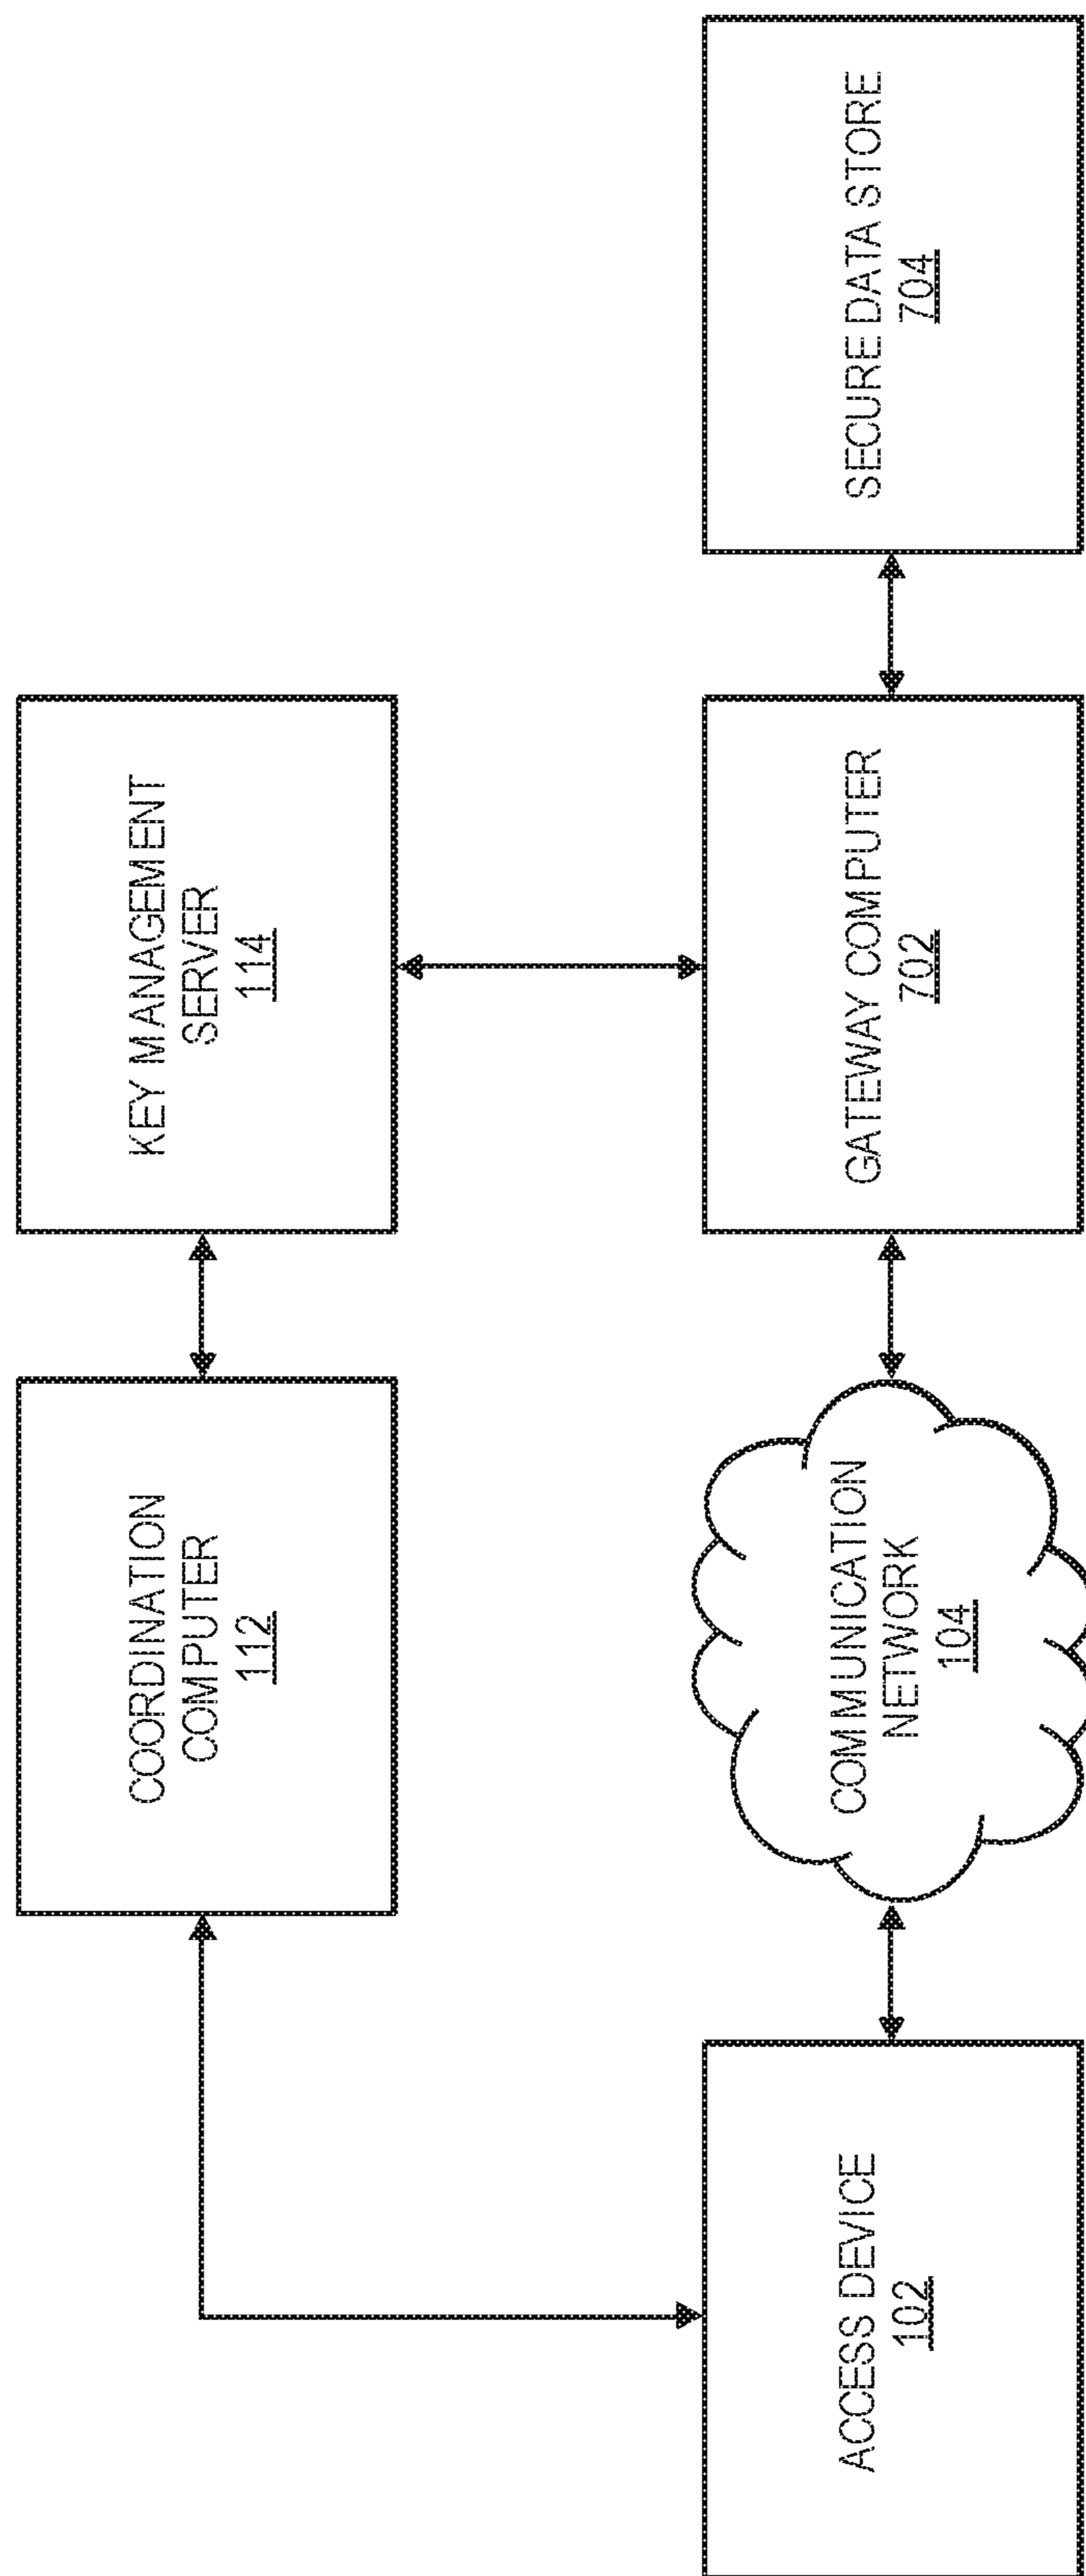 COORDINATION
COMPUTER
112
KEY MANAGEMENT
SERVER
114
ACCESS DEVICE
102
COMMUNICATION
NETWORK
104
GATEWAY COMPUTER
702
SECURE DATA STORE
704